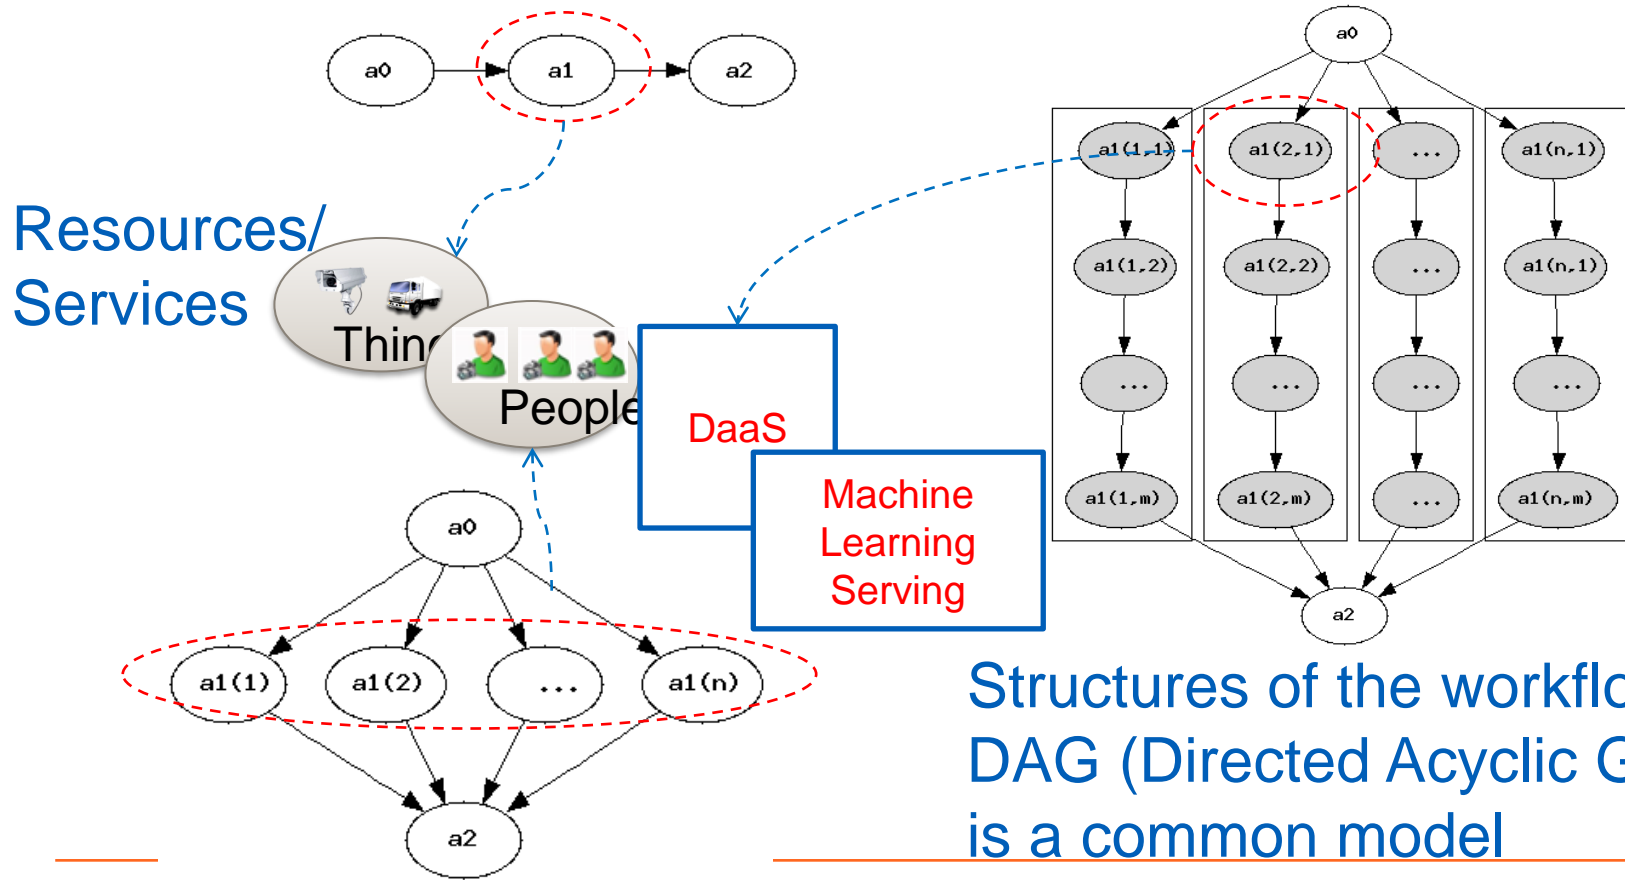 a0
a1
a2
a0
a1(1,1)
a1(2,1)
...
a1(n,1)
a1(1,2)
a1(2,2)
...
a1(n,1)
...
...
...
...
a1(1,m)
a1(2,m)
...
a1(n,m)
a2
Resources/
Services
Thin
People
DaaS
Machine
Learning
Serving
a0
a1(1)
a1(2)
...
a1(n)
a2
Structures of the workflo
DAG (Directed Acyclic G
is a common model